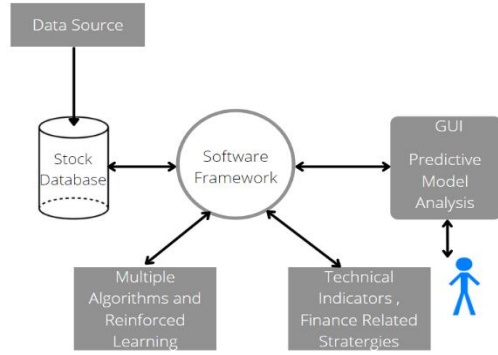 Data Source
Stock
Database
Software
Framework
GUI
Predictive
Model
Analysis
Multiple
Algorithms and
Reinforced
Learning
Technical
Indicators ,
Finance Related
Stratergies